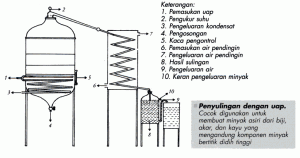 Keterangan:
1. Pemasukan uap
2. Pengukur suhu
3. Pengeluaran kondensat
4. Pengosongan
5. Kaca pengontrol
6. Pemasukan air pendingin
7. Pengeluaran air pendingin
8. Hasil sulingan
9. Pengeluaran air
10. Keran pengeluaran minyak
2
7
1
5
3
6
4
10
9
8
Penyulingan dengan uap.
Cocok digunakan untuk
membuat minyak asiri dari biji,
akar, dan kayu yang
mengandung komponen minyak
bertitik didih tinggi